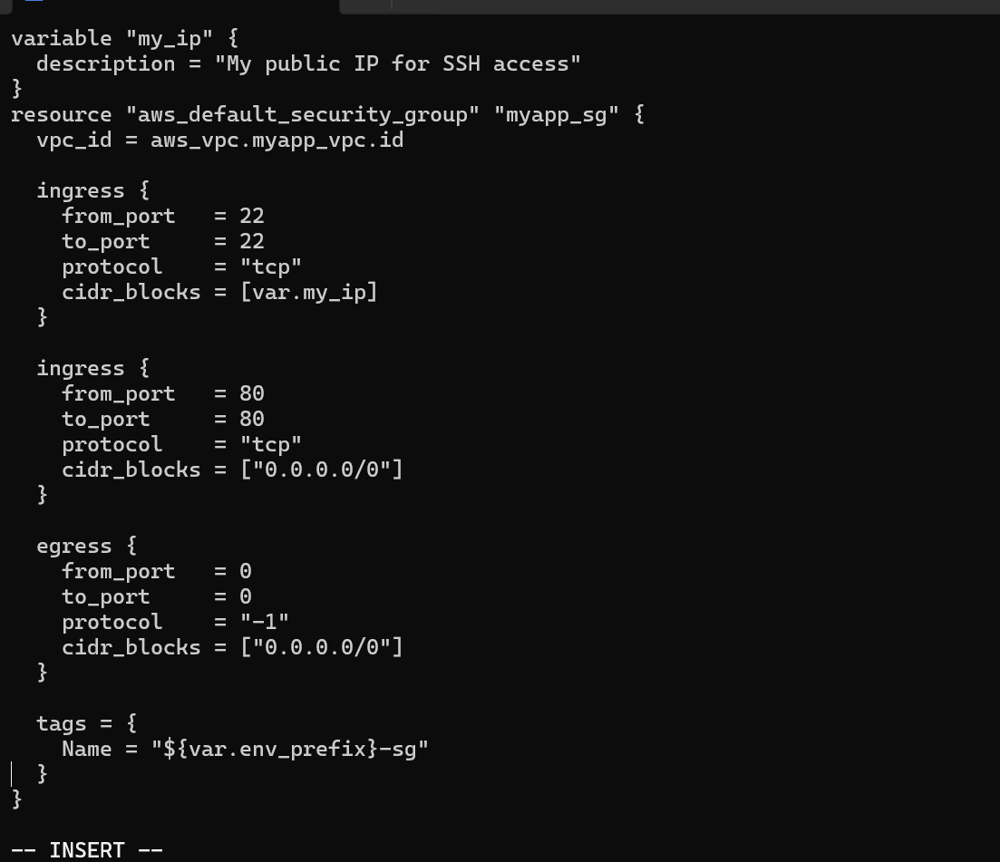 variable "my_ip" {
  description = "My public IP for SSH access"
}
resource "aws_default_security_group" "myapp_sg" {
  vpc_id = aws_vpc.myapp_vpc.id

  ingress {
    from_port   = 22
    to_port     = 22
    protocol    = "tcp"
    cidr_blocks = [var.my_ip]
  }

  ingress {
    from_port   = 80
    to_port     = 80
    protocol    = "tcp"
    cidr_blocks = ["0.0.0.0/0"]
  }

  egress {
    from_port   = 0
    to_port     = 0
    protocol    = "-1"
    cidr_blocks = ["0.0.0.0/0"]
  }

  tags = {
    Name = "${var.env_prefix}-sg"
  }
}

-- INSERT --